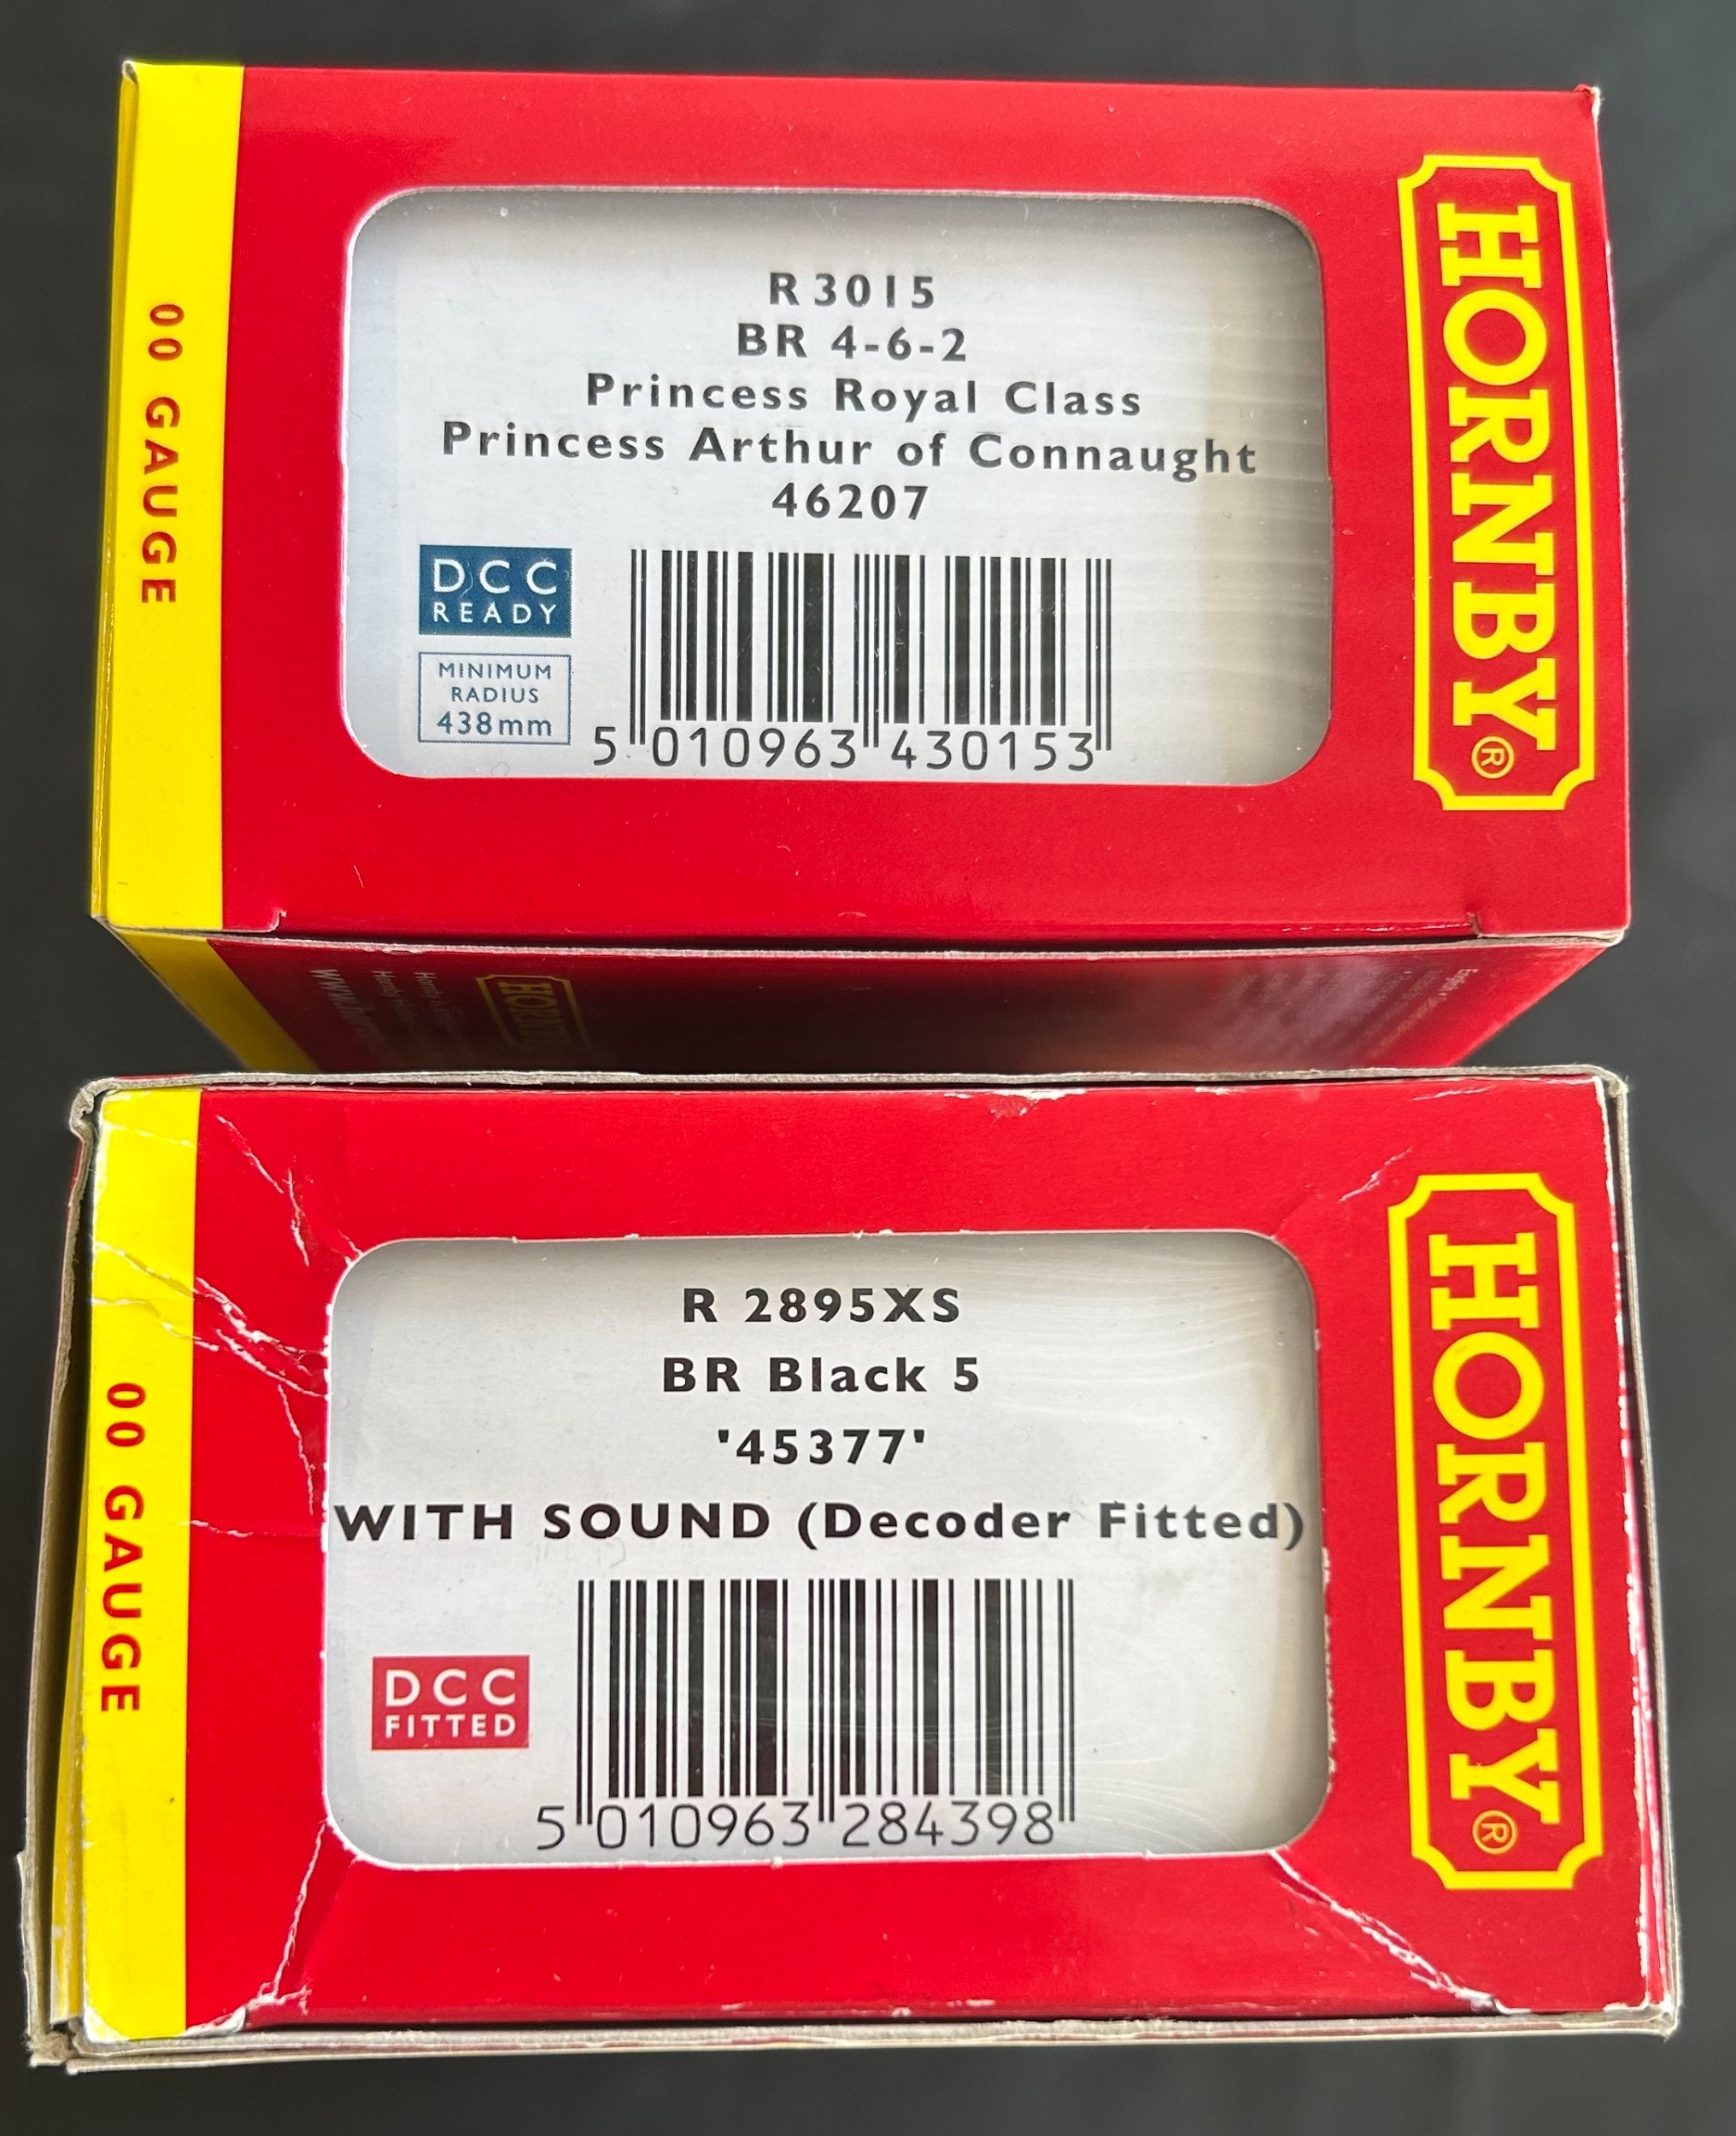 00 GAUGE
R3015
BR 4-6-2
Princess Royal Class
Princess Arthur of Connaught
46207
DCC
READY
MINIMUM
RADIUS
438mm
5 010963 430153
HORNBY®
HORNBY
00 GAUGE
R 2895XS
BR Black 5
'45377'
WITH SOUND (Decoder Fitted)
DCC
FITTED
5 010963 284398
HORNBY®